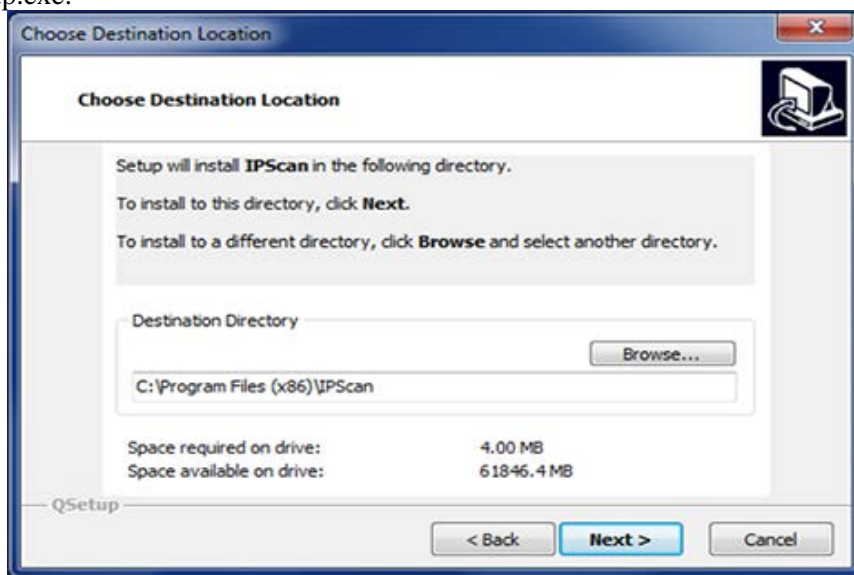 p.exe.
Choose Destination Location
Choose Destination Location
Setup will install IPScan in the following directory.
To install to this directory, click Next.
To install to a different directory, click Browse and select another directory.
Destination Directory
Browse...
C:\Program Files (x86)\IPScan
Space required on drive: 4.00 MB
Space available on drive: 61846.4 MB
QSetup
< Back Next > Cancel